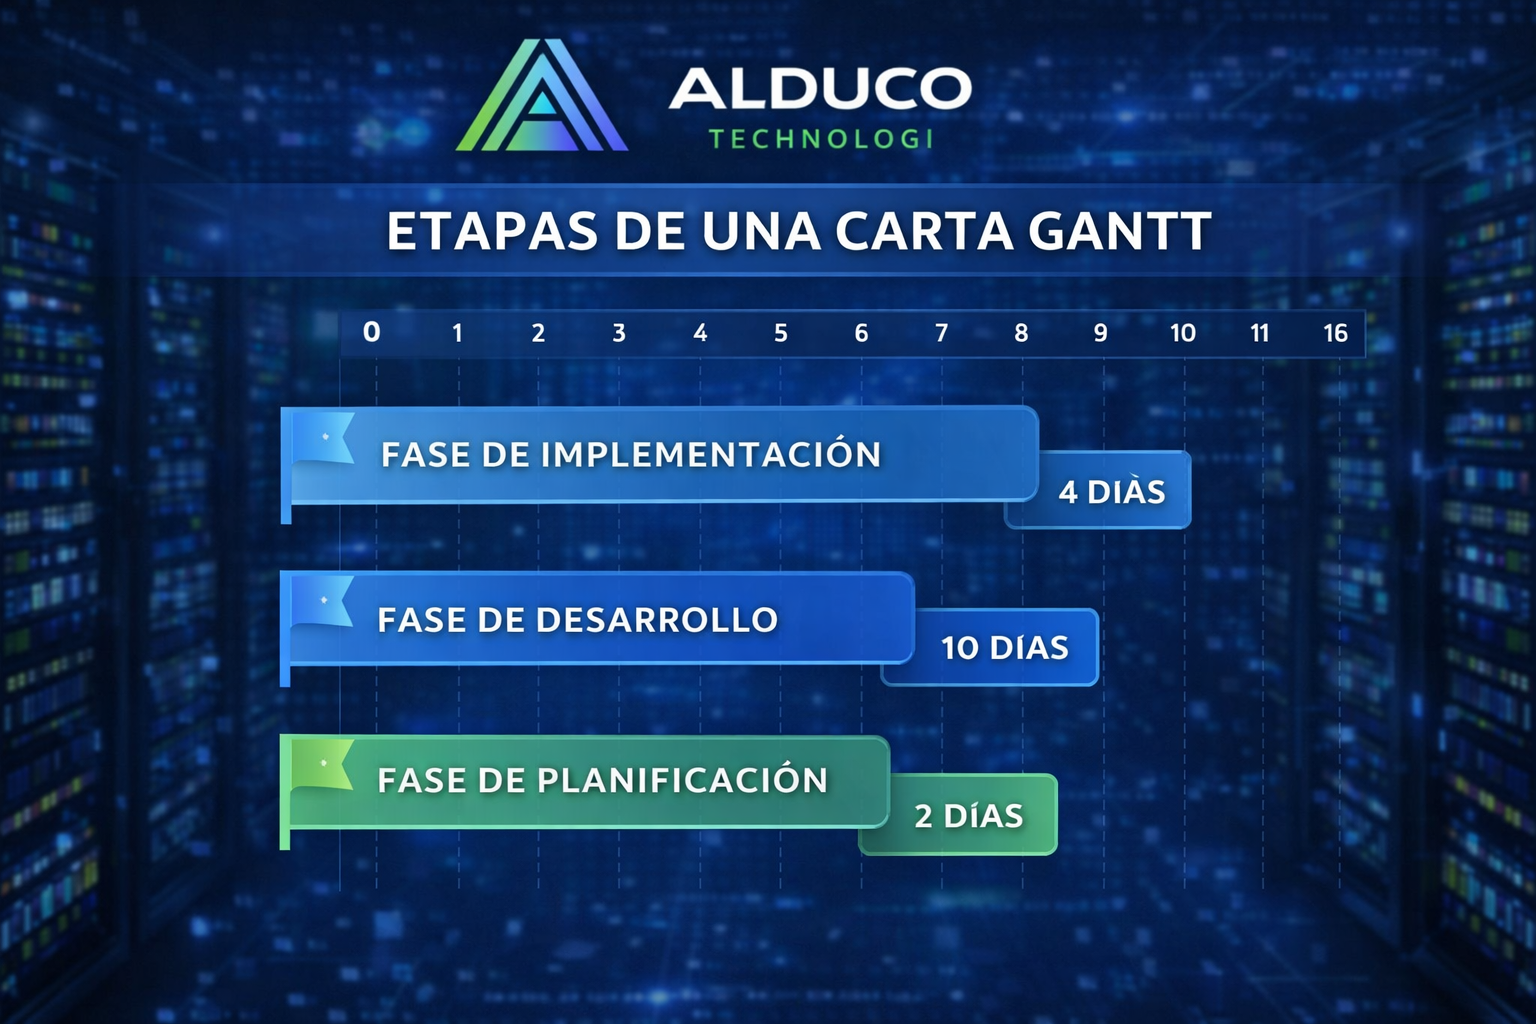 ALDUCO
TECHNOLOGI
ETAPAS DE UNA CARTA GANTT
0 1 2 3 4 5 6 7 8 9 10 11 16
FASE DE IMPLEMENTACIÓN
4 DIÀS
FASE DE DESARROLLO
10 DíAS
FASE DE PLANIFICACIÓN
2 DíAS